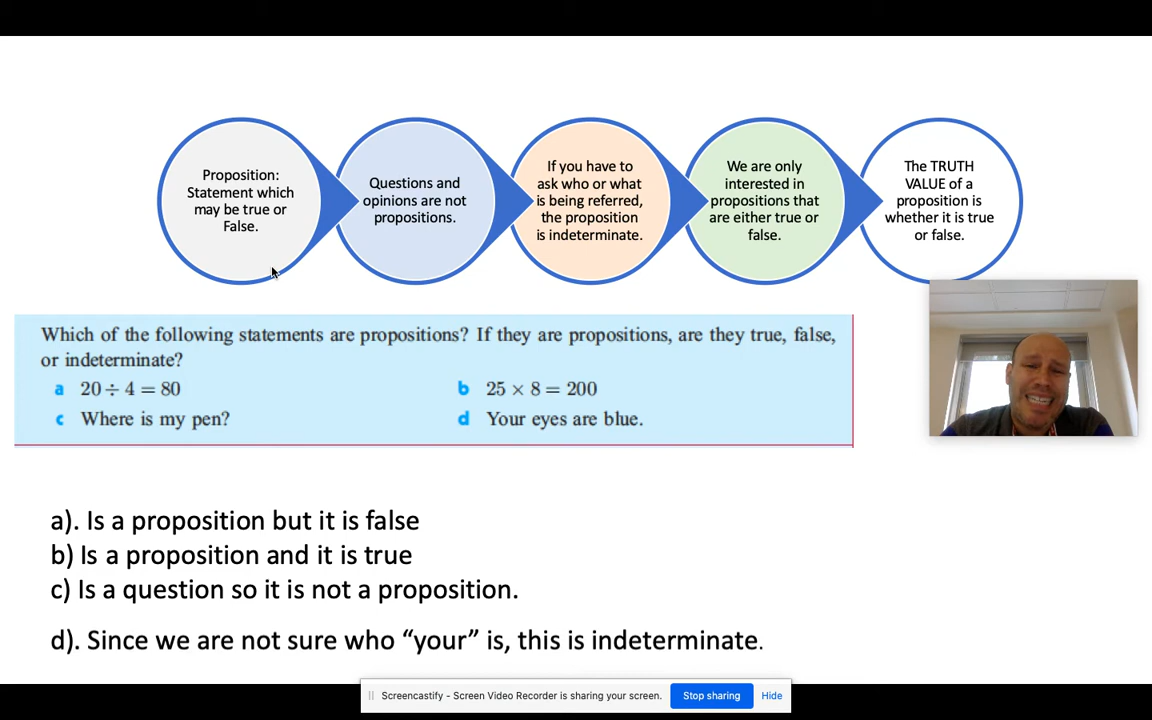 Proposition:
Statement which
may be true or
False.
Questions and
opinions are not
propositions.
If you have to
ask who or what
is being referred,
the proposition
is indeterminate.
We are only
interested in
propositions that
are either true or
false.
The TRUTH
VALUE of a
proposition is
whether it is true
or false.
Which of the following statements are propositions? If they are propositions, are they true, false,
or indeterminate?
a 20 ÷ 4 = 80
b 25 × 8 = 200
c Where is my pen?
d Your eyes are blue.
a). Is a proposition but it is false
b) Is a proposition and it is true
c) Is a question so it is not a proposition.
d). Since we are not sure who “your” is, this is indeterminate.
Screencastify - Screen Video Recorder is sharing your screen. Stop sharing Hide